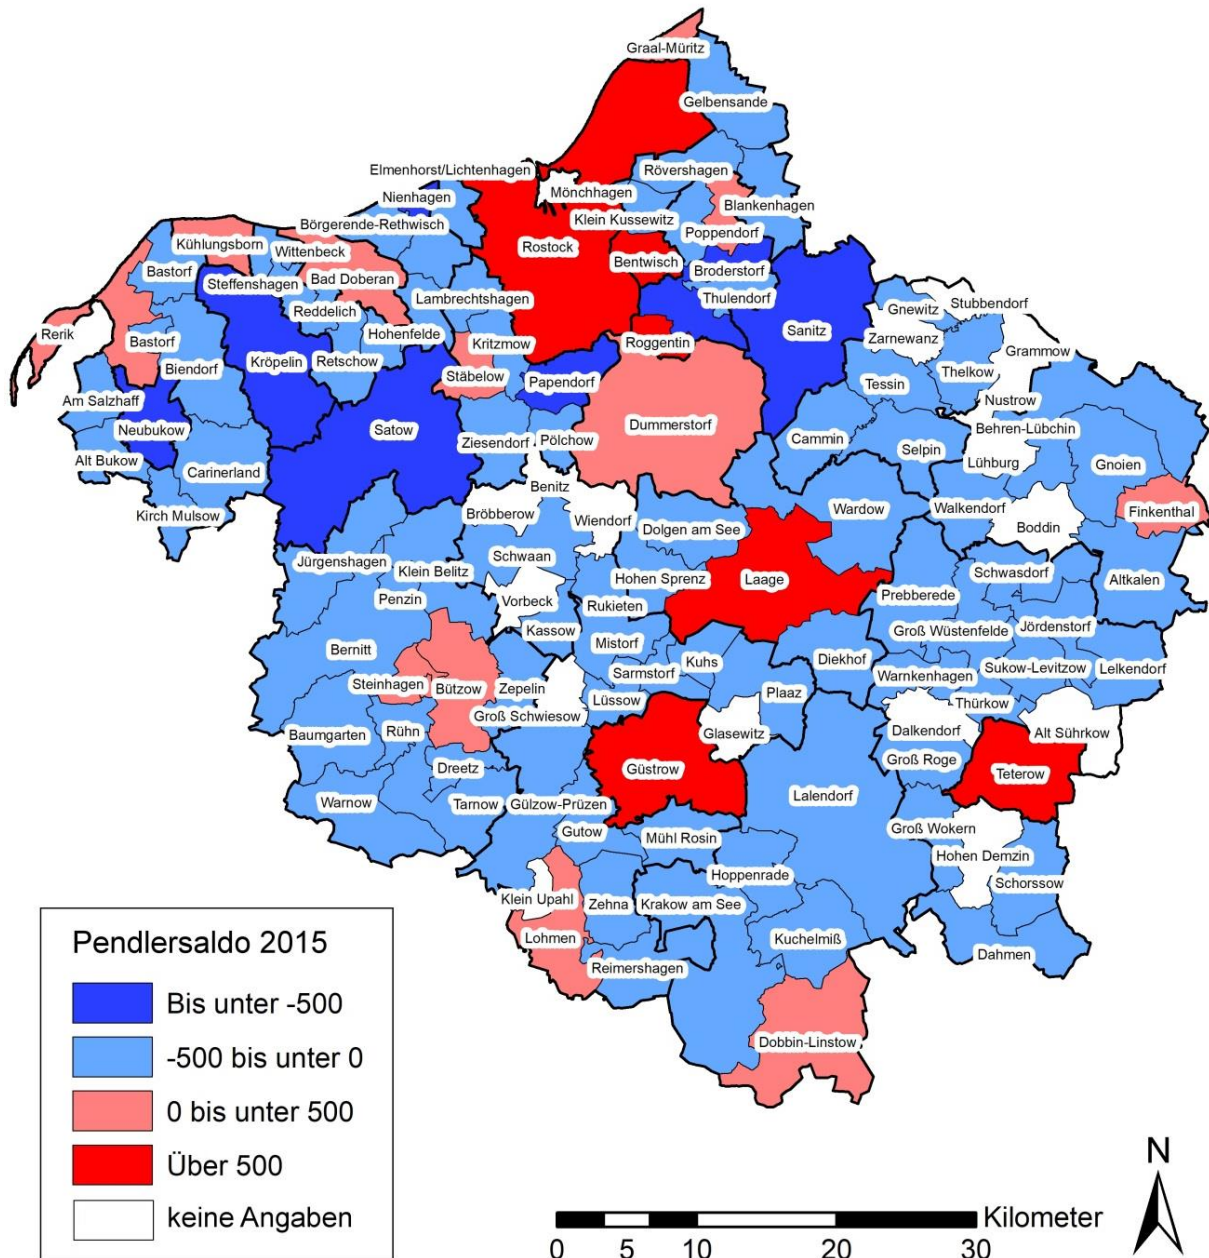 Graal-Müritz
Gelbensande
Elmenhorst/Lichtenhagen
Rövershagen
Mönchhagen
Nienhagen
Blankenhagen
Klein Kussewitz
Börgerende-Rethwisch
Poppendorf
Kühlungsborn
Wittenbeck
Rostock
Bentwisch
Bastorf
Broderstorf
Steffenshagen
Bad Doberan
Lambrechtshagen
Thulendorf
Stubbendorf
Gnewitz
Reddelich
Rerik
Bastorf
Hohenfelde
Kritzmow
Roggentin
Sanitz
Zarnewanz
Grammow
Biendorf
Kröpelin
Retschow
Stäbelow
Papendorf
Tessin
Thelkow
Nustrow
Am Salzhaff
Neubukow
Satow
Dummerstorf
Behren-Lübchin
Ziesendorf
Pölchow
Cammin
Selpin
Lühburg
Gnoien
Alt Bukow
Carinerland
Benitz
Kirch Mulsow
Bröbberow
Wiendorf
Dolgen am See
Wardow
Walkendorf
Boddin
Finkenthal
Jürgenshagen
Klein Belitz
Schwaan
Hohen Sprenz
Laage
Schwasdorf
Altkalen
Penzin
Vorbeck
Rukieten
Prebberede
Kassow
Groß Wüstenfelde
Jördenstorf
Bernitt
Mistorf
Sarmstorf
Kuhs
Diekhof
Warnkenhagen
Sukow-Levitzow
Lelkendorf
Steinhagen
Bützow
Zepelin
Lüssow
Plaaz
Thürkow
Groß Schwiesow
Baumgarten
Rühn
Glasewitz
Dalkendorf
Alt Sührkow
Dreetz
Güstrow
Groß Roge
Teterow
Warnow
Tarnow
Gülzow-Prüzen
Lalendorf
Gutow
Mühl Rosin
Groß Wokern
Hohen Demzin
Hoppenrade
Schorssow
Klein Upahl
Zehna
Krakow am See
Lohmen
Kuchelmiß
Reimershagen
Dahmen
Dobbin-Linstow
Pendlersaldo 2015
Bis unter -500
-500 bis unter 0
0 bis unter 500
Über 500
keine Angaben
N
Kilometer
0 5 10 20 30